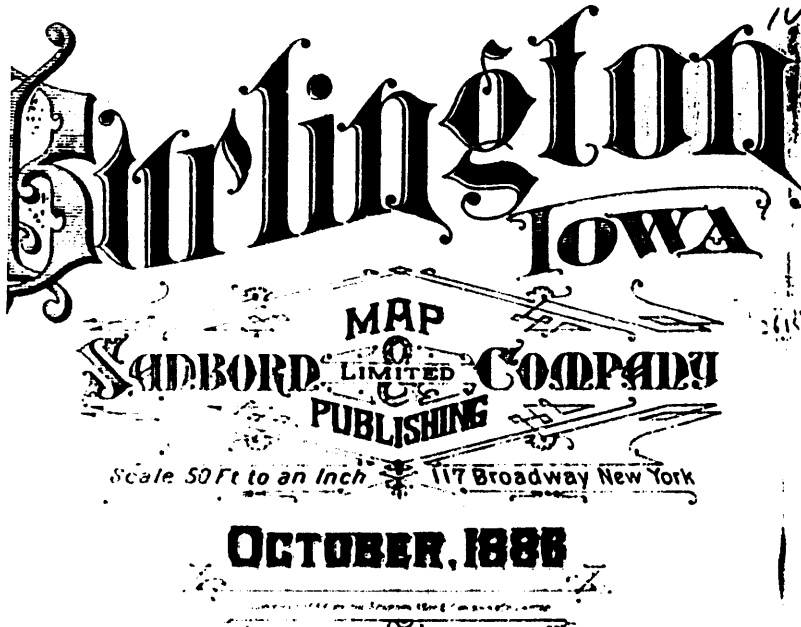 Burlington
Iowa
MAP
SANBORN LIMITED COMPANY
PUBLISHING
Scale 50 Ft to an Inch 117 Broadway New York
OCTOBER, 1886